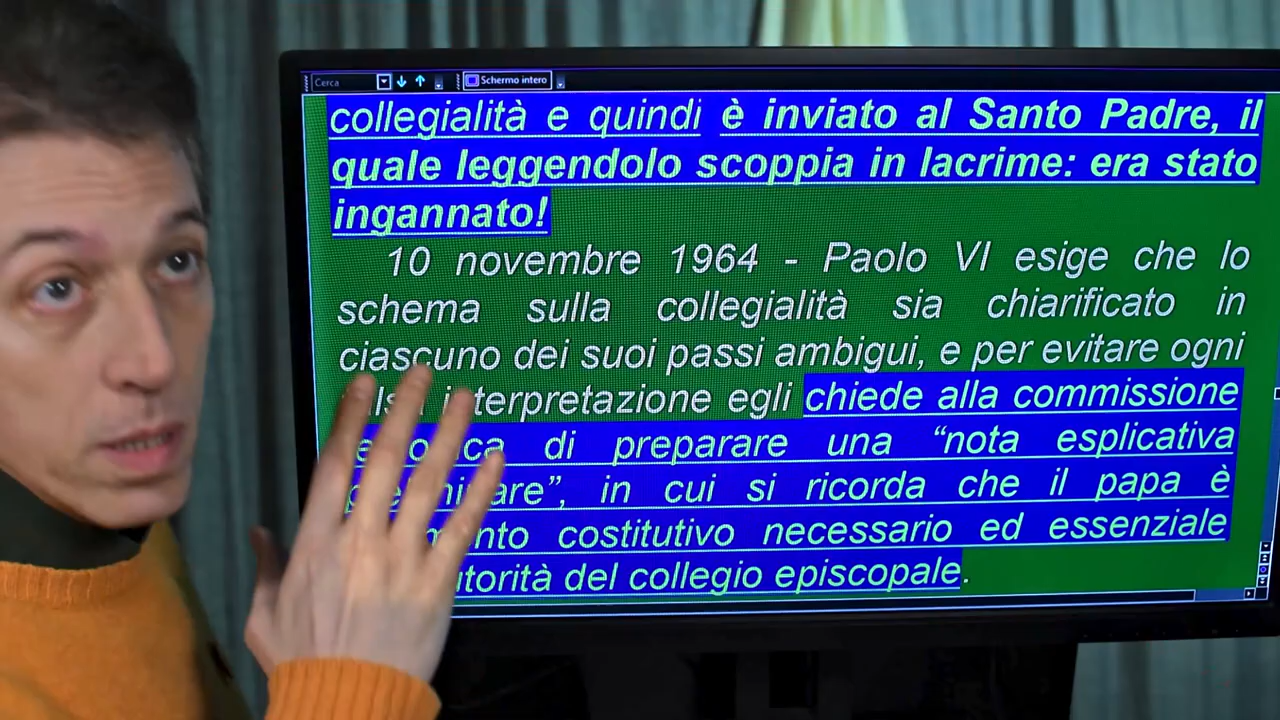 Cerca
Schermo intero
collegialità e quindi è inviato al Santo Padre, il
quale leggendolo scoppia in lacrime: era stato
ingannato!
10 novembre 1964 - Paolo VI esige che lo
schema sulla collegialità sia chiarificato in
ciascuno dei suoi passi ambigui, e per evitare ogni
interpretazione egli chiede alla commissione
di preparare una “nota esplicativa
in cui si ricorda che il papa è
costitutivo necessario ed essenziale
del collegio episcopale.